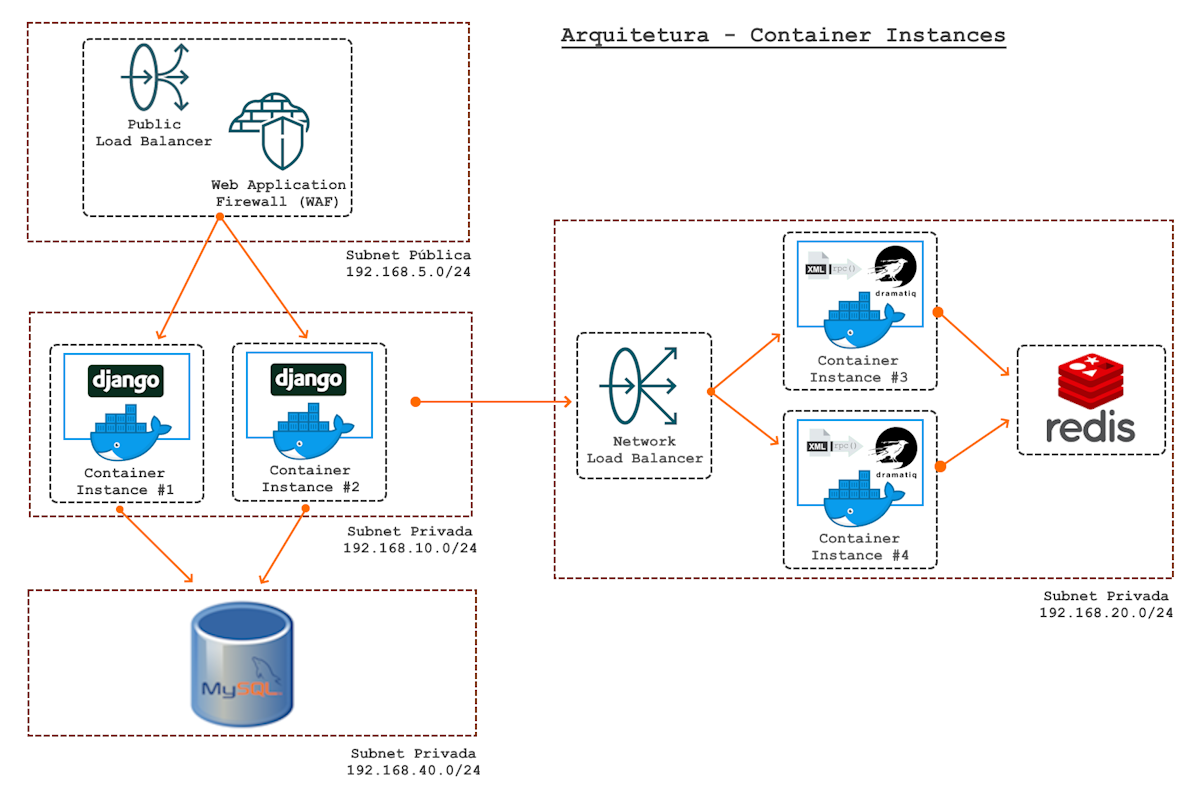 Arquitetura - Container Instances
Public
Load Balancer
Web Application
Firewall (WAF)
Subnet Pública
192.168.5.0/24
django
Container
Instance #1
django
Container
Instance #2
Subnet Privada
192.168.10.0/24
MySQL
Subnet Privada
192.168.40.0/24
Network
Load Balancer
XML rpc()
dramatiq
Container
Instance #3
XML rpc()
dramatiq
Container
Instance #4
redis
Subnet Privada
192.168.20.0/24